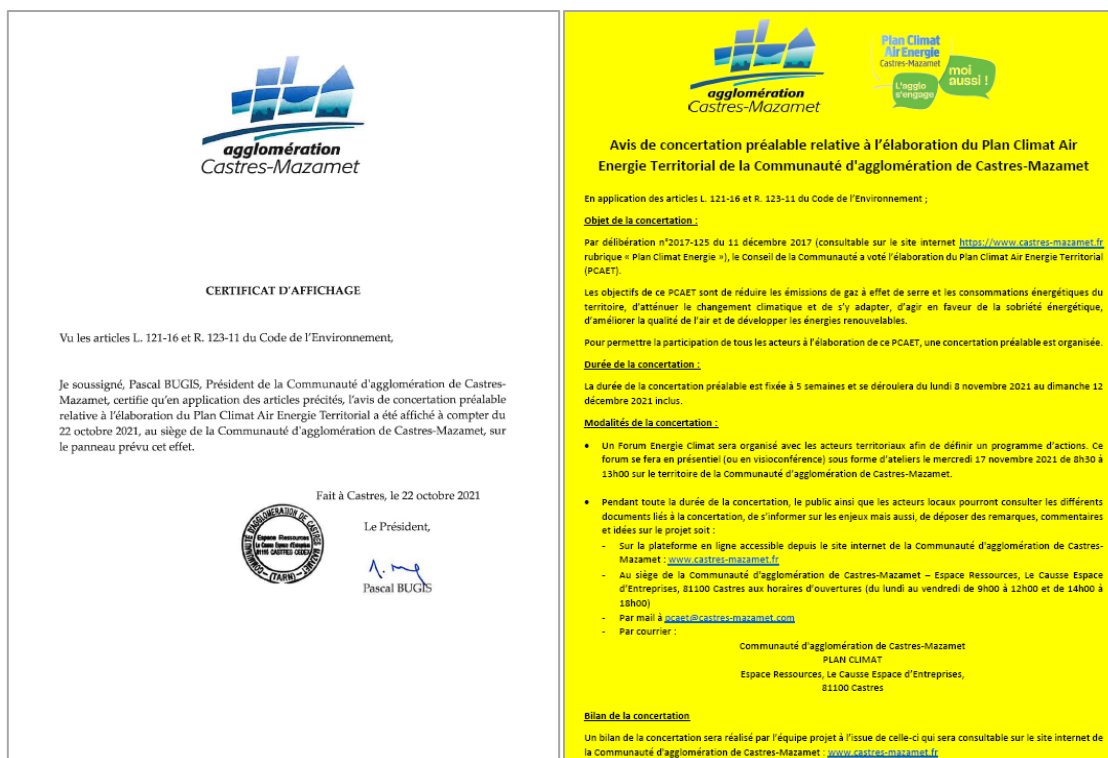 agglomération
Castres-Mazamet
CERTIFICAT D'AFFICHAGE
Vu les articles L. 121-16 et R. 123-11 du Code de l'Environnement,
Je soussigné, Pascal BUGIS, Président de la Communauté d'agglomération de Castres-
Mazamet, certifie qu'en application des articles précités, l'avis de concertation préalable
relative à l'élaboration du Plan Climat Air Energie Territorial a été affiché à compter du
22 octobre 2021, au siège de la Communauté d'agglomération de Castres-Mazamet, sur
le panneau prévu cet effet.
Fait à Castres, le 22 octobre 2021
Le Président,
COMMUNAUTÉ D'AGGLOMERATION DE CASTRES MAZAMET
Espace Ressources
Le Causse Espace d'Entreprises
81115 CASTRES CEDEX
(TARN)
Pascal BUGIS
agglomération
Castres-Mazamet
Plan Climat
Air Energie
Castres-Mazamet
L'agglo
s'engage
moi
aussi !
Avis de concertation préalable relative à l'élaboration du Plan Climat Air
Energie Territorial de la Communauté d'agglomération de Castres-Mazamet
En application des articles L. 121-16 et R. 123-11 du Code de l'Environnement ;
Objet de la concertation :
Par délibération n°2017-125 du 11 décembre 2017 (consultable sur le site internet https://www.castres-mazamet.fr
rubrique « Plan Climat Energie »), le Conseil de la Communauté a voté l'élaboration du Plan Climat Air Energie Territorial
(PCAET).
Les objectifs de ce PCAET sont de réduire les émissions de gaz à effet de serre et les consommations énergétiques du
territoire, d'atténuer le changement climatique et de s'y adapter, d'agir en faveur de la sobriété énergétique,
d'améliorer la qualité de l'air et de développer les énergies renouvelables.
Pour permettre la participation de tous les acteurs à l'élaboration de ce PCAET, une concertation préalable est organisée.
Durée de la concertation :
La durée de la concertation préalable est fixée à 5 semaines et se déroulera du lundi 8 novembre 2021 au dimanche 12
décembre 2021 inclus.
Modalités de la concertation :
• Un Forum Energie Climat sera organisé avec les acteurs territoriaux afin de définir un programme d'actions. Ce
forum se fera en présentiel (ou en visioconférence) sous forme d'ateliers le mercredi 17 novembre 2021 de 8h30 à
13h00 sur le territoire de la Communauté d'agglomération de Castres-Mazamet.
• Pendant toute la durée de la concertation, le public ainsi que les acteurs locaux pourront consulter les différents
documents liés à la concertation, de s'informer sur les enjeux mais aussi, de déposer des remarques, commentaires
et idées sur le projet soit :
- Sur la plateforme en ligne accessible depuis le site internet de la Communauté d'agglomération de Castres-
Mazamet : www.castres-mazamet.fr
- Au siège de la Communauté d'agglomération de Castres-Mazamet – Espace Ressources, Le Causse Espace
d'Entreprises, 81100 Castres aux horaires d'ouvertures (du lundi au vendredi de 9h00 à 12h00 et de 14h00 à
18h00)
- Par mail à pcaet@castres-mazamet.com
- Par courrier :
Communauté d'agglomération de Castres-Mazamet
PLAN CLIMAT
Espace Ressources, Le Causse Espace d'Entreprises,
81100 Castres
Bilan de la concertation
Un bilan de la concertation sera réalisé par l'équipe projet à l'issue de celle-ci qui sera consultable sur le site internet de
la Communauté d'agglomération de Castres-Mazamet : www.castres-mazamet.fr